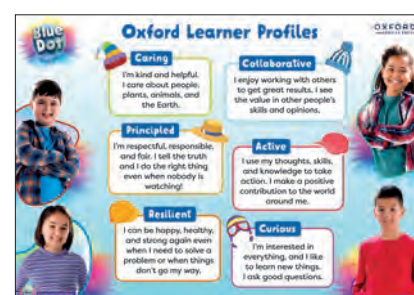 Blue
DOT
Oxford Learner Profiles
OXFORD
Caring
I'm kind and helpful.
I care about people,
plants, animals, and
the Earth.
Collaborative
I enjoy working with others
to get great results. I see
the value in other people's
skills and opinions.
Principled
I'm respectful, responsible,
and fair. I tell the truth
and I do the right thing
even when nobody is
watching!
Active
I use my thoughts, skills,
and knowledge to take
action. I make a positive
contribution to the world
around me.
Resilient
I can be happy, healthy,
and strong again even
when I need to solve a
problem or when things
don't go my way.
Curious
I'm interested in
everything, and I like
to learn new things.
I ask good questions.